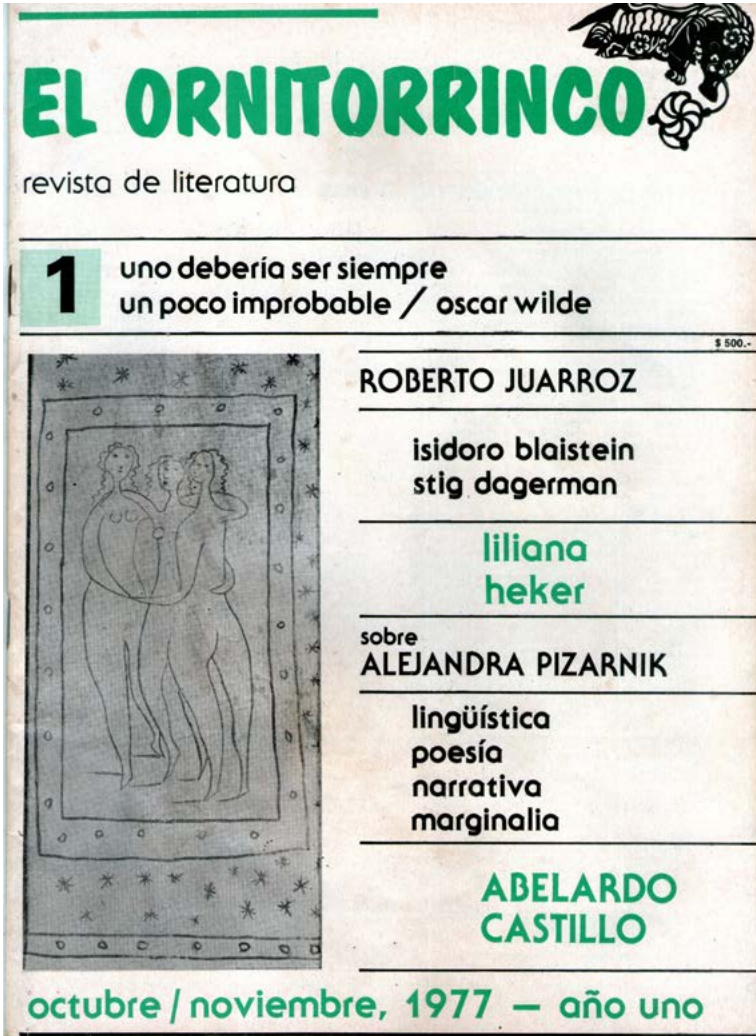 EL ORNITORRINCO
revista de literatura
1
uno debería ser siempre
un poco improbable / oscar wilde
$ 500.-
ROBERTO JUARROZ
isidoro blaistein
stig dagerman
liliana
heker
sobre
ALEJANDRA PIZARNIK
lingüística
poesía
narrativa
marginalia
ABELARDO
CASTILLO
octubre / noviembre, 1977 — año uno